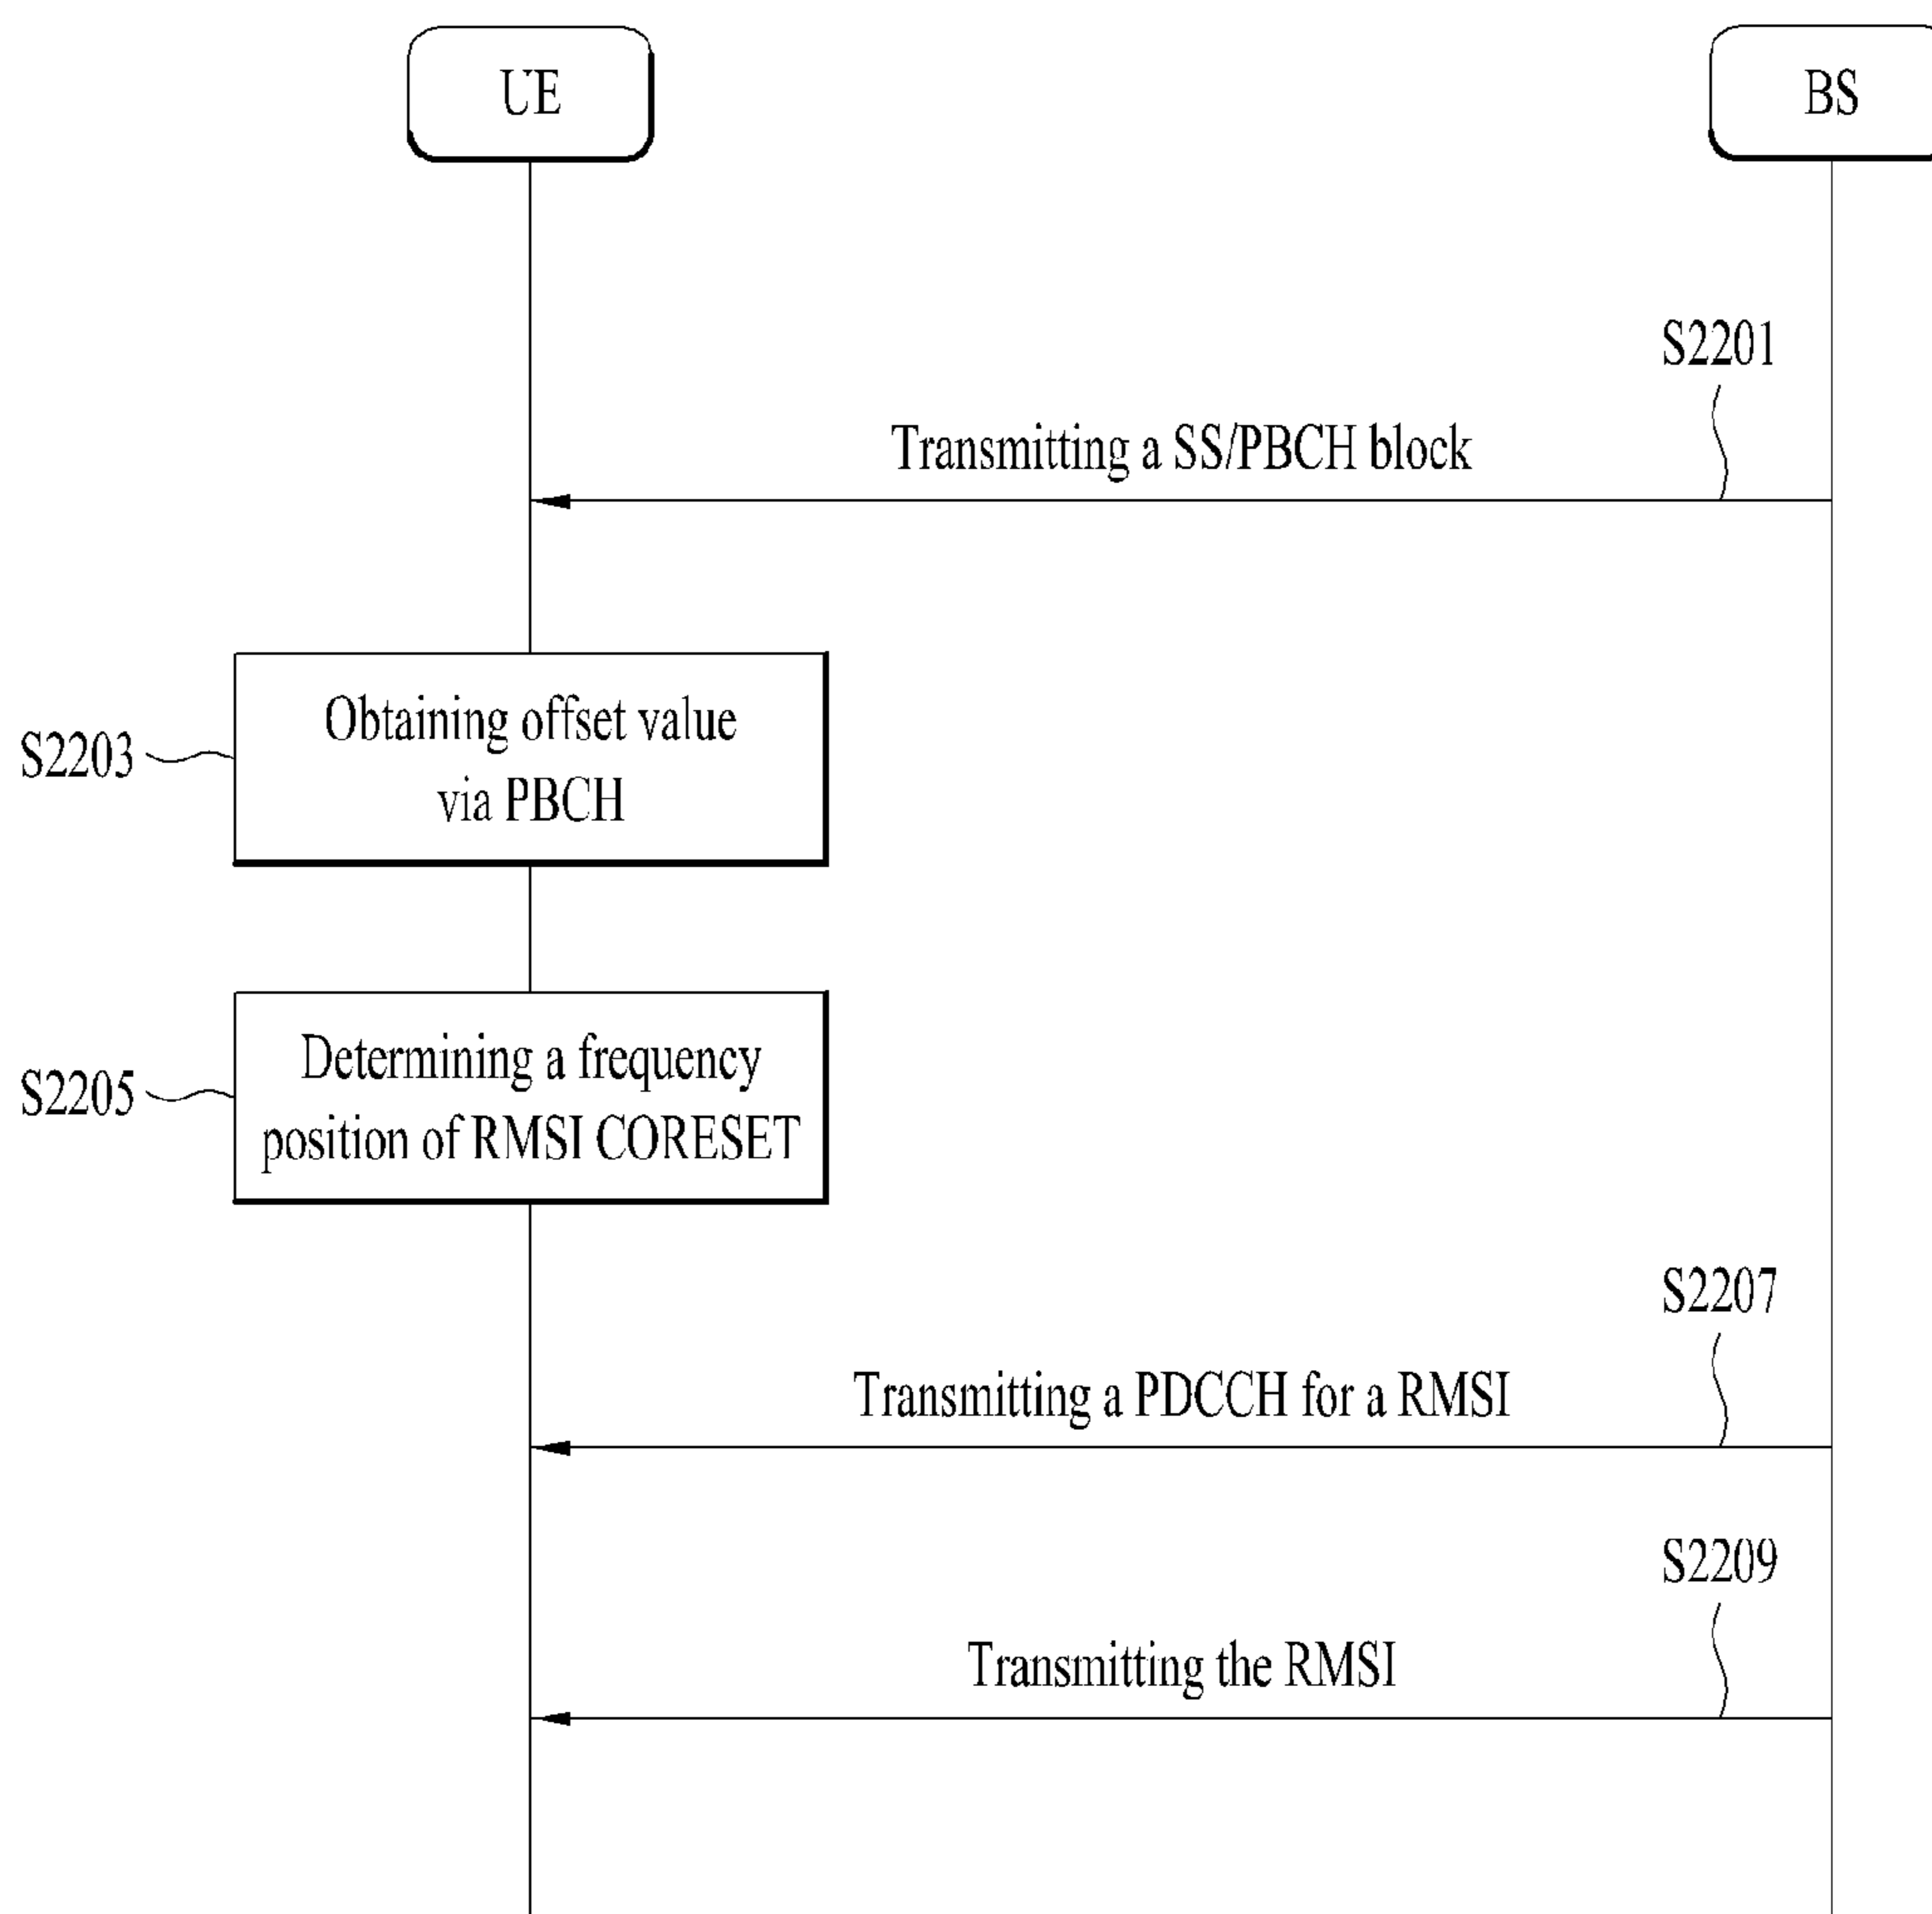 UE
BS
S2201
Transmitting a SS/PBCH block
Obtaining offset value
via PBCH
S2203
Determining a frequency
position of RMSI CORESET
S2205
S2207
Transmitting a PDCCH for a RMSI
S2209
Transmitting the RMSI